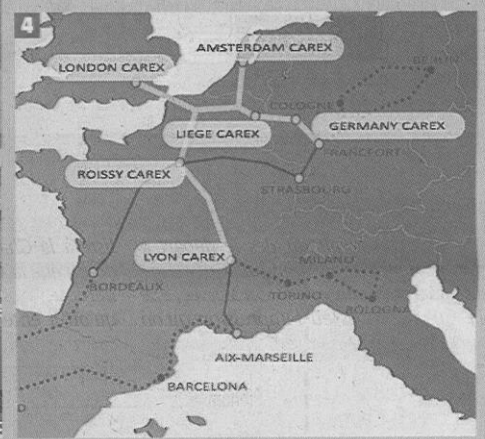 4
AMSTERDAM CAREX
BERLIN
LONDON CAREX
COLOGNE
GERMANY CAREX
LIEGE CAREX
FRANCFORT
ROISSY CAREX
STRASBOURG
LYON CAREX
MILANO
BORDEAUX
TORINO
BOLOGNA
AIX-MARSEILLE
BARCELONA
D